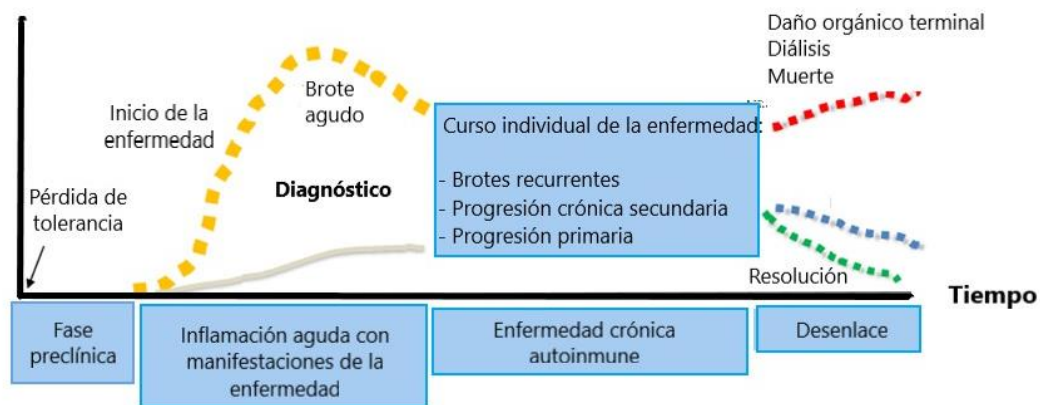 Daño orgánico terminal
Diálisis
Muerte
Inicio de la
enfermedad
Brote
agudo
Curso individual de la enfermedad:
- Brotes recurrentes
- Progresión crónica secundaria
- Progresión primaria
Diagnóstico
Pérdida de
tolerancia
Resolución
Tiempo
Fase
preclínica
Inflamación aguda con
manifestaciones de la
enfermedad
Enfermedad crónica
autoinmune
Desenlace